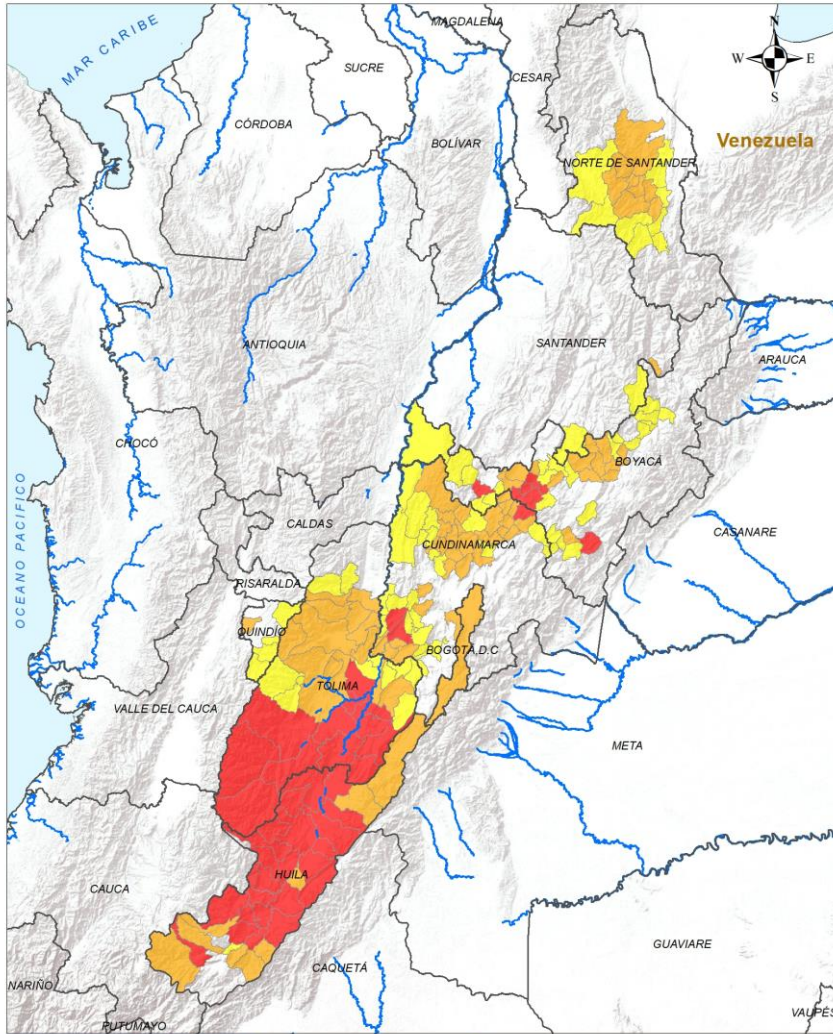 MAGDALENA
MAR CARIBE
SUCRE
CESAR
N
W E
S
CÓRDOBA
BOLÍVAR
Venezuela
NORTE DE SANTANDER
ANTIOQUIA
SANTANDER
ARAUCA
CHOCÓ
BOYACÁ
CALDAS
CASANARE
CUNDINAMARCA
RISARALDA
OCEANO PACIFICO
QUINDÍO
BOGOTÁ, D.C
TOLIMA
VALLE DEL CAUCA
META
HUILA
CAUCA
GUAVIARE
CAQUETÁ
NARIÑO
PUTUMAYO
VAUPÉS